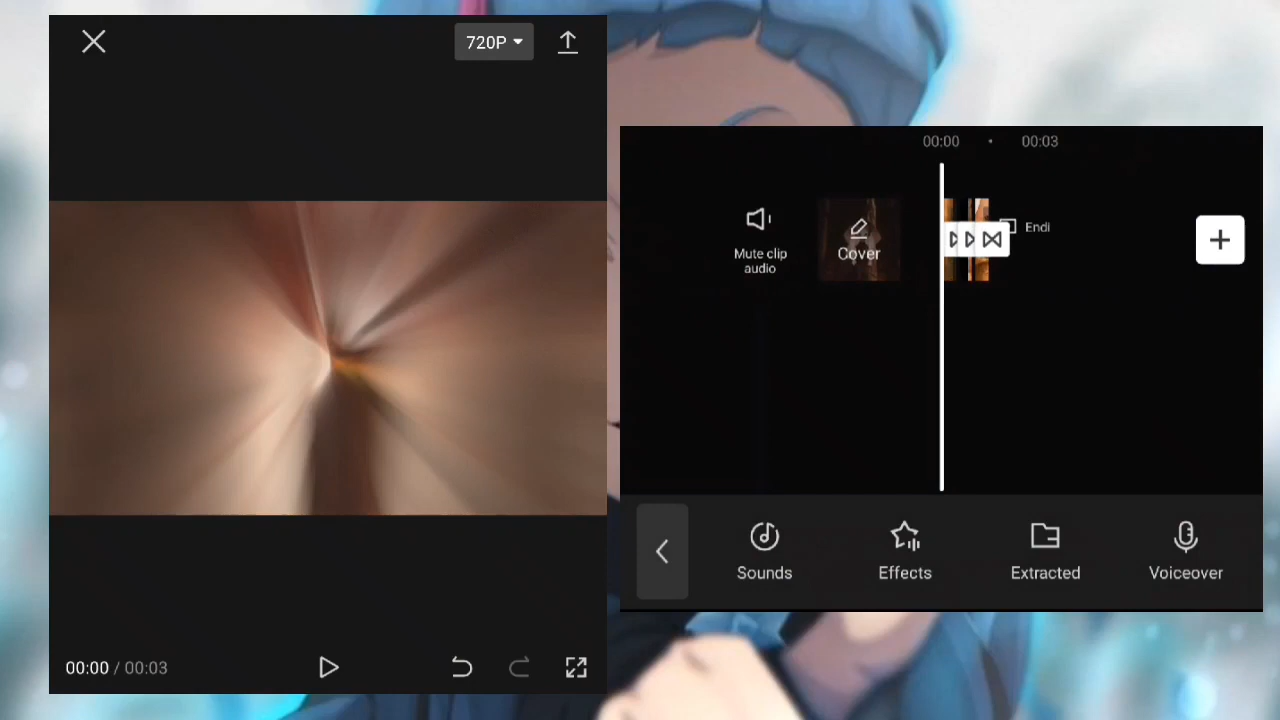 720P
00:00 / 00:03
00:00 • 00:03
Mute clip
audio
Cover
Endi
Sounds
Effects
Extracted
Voiceover